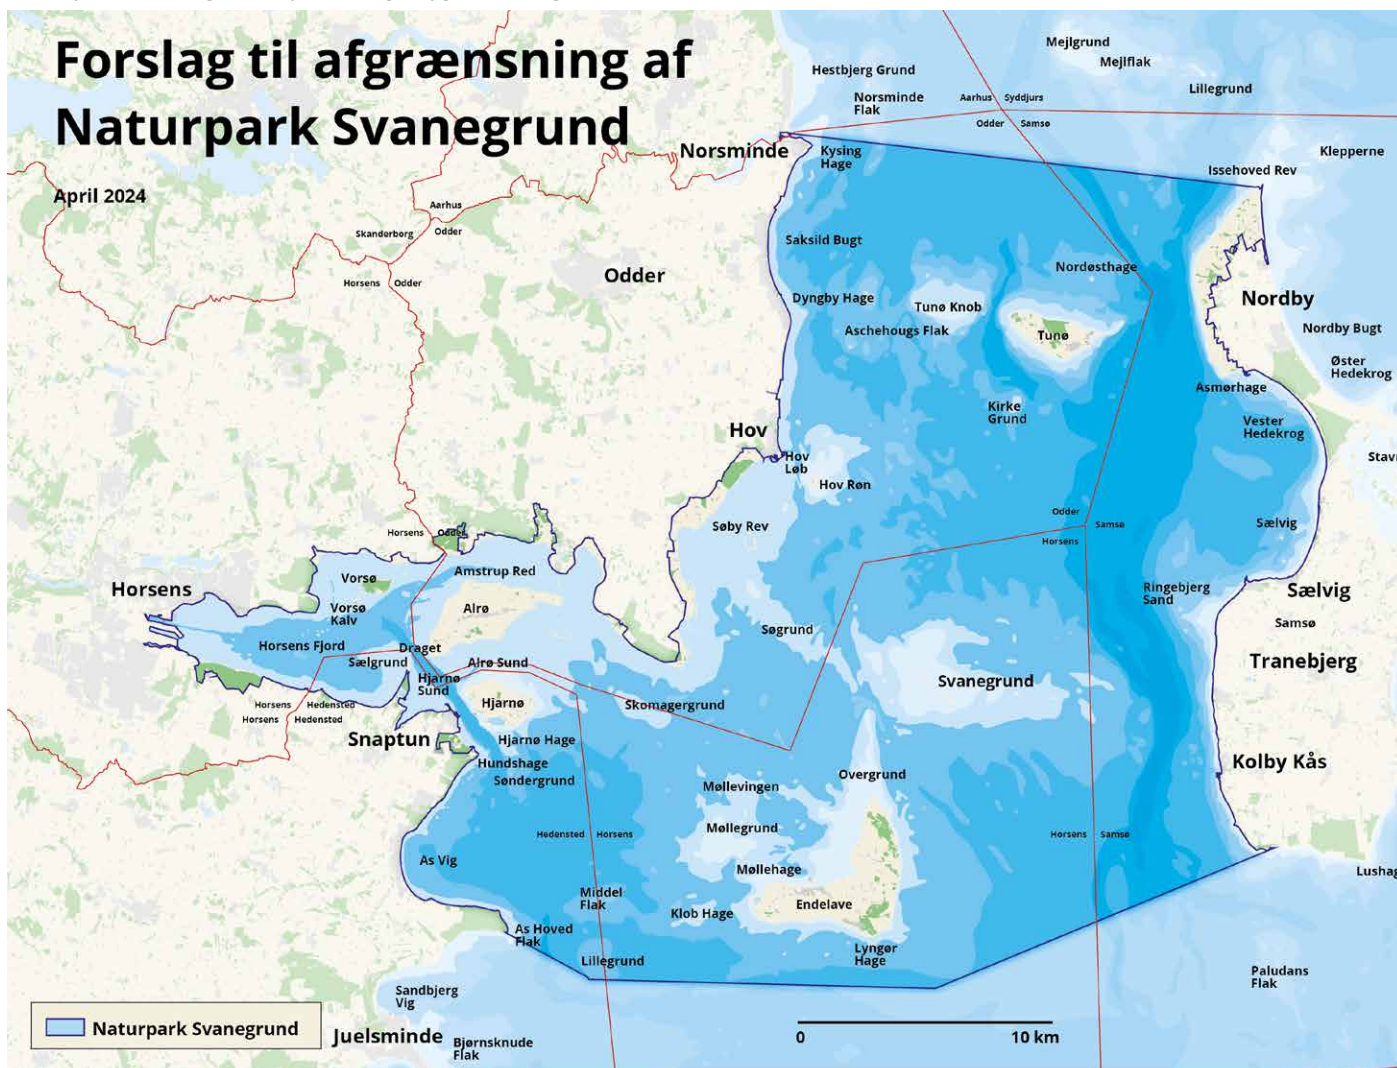 Forslag til afgrænsning af
Naturpark Svanegrund
April 2024
Mejlgrund
Mejlflak
Hestbjerg Grund
Lillegrund
Norsminde
Flak
Aarhus
Syddjurs
Odder
Samsø
Norsminde
Kysing
Hage
Klepperne
Issehoved Rev
Aarhus
Odder
Skanderborg
Horsens
Odder
Odder
Saksild Bugt
Nordøsthage
Dyngby Hage
Tunø Knob
Aschehougs Flak
Tunø
Nordby
Nordby Bugt
Øster
Hedekrog
Asmørhage
Kirke
Grund
Vester
Hedekrog
Hov
Hov
Løb
Hov Røn
Søby Rev
Odder
Samsø
Horsens
Sælvig
Horsens
Odder
Amstrup Red
Horsens
Vorsø
Vorsø
Kalv
Alrø
Horsens Fjord
Draget
Sælgrund
Alrø Sund
Hjarnø
Sund
Søgrund
Ringebjerg
Sand
Sælvig
Samsø
Tranebjerg
Svanegrund
Horsens
Hedensted
Horsens
Hedensted
Hjarnø
Skomagergrund
Snaptun
Hjarnø Hage
Hundshage
Søndergrund
Kolby Kås
Overgrund
Møllevingen
Møllegrund
Hedensted
Horsens
Horsens
Samsø
As Vig
Møllehage
Middel
Flak
Klob Hage
Endelave
Lyngør
Hage
As Hoved
Flak
Lillegrund
Sandbjerg
Vig
Paludans
Flak
Naturpark Svanegrund
Juelsminde
Bjørnsknude
Flak
0
10 km